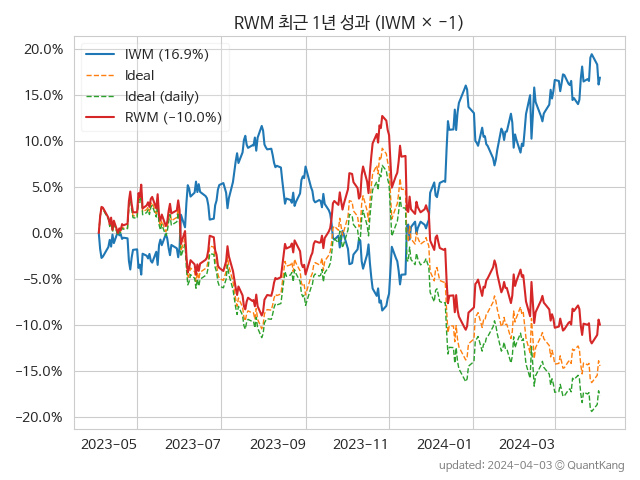 RWM 최근 1년 성과 (IWM × −1)
20.0%
15.0%
10.0%
5.0%
0.0%
−5.0%
−10.0%
−15.0%
−20.0%
IWM (16.9%)
Ideal
Ideal (daily)
RWM (−10.0%)
2023-05
2023-07
2023-09
2023-11
2024-01
2024-03
updated: 2024-04-03 © QuantKang